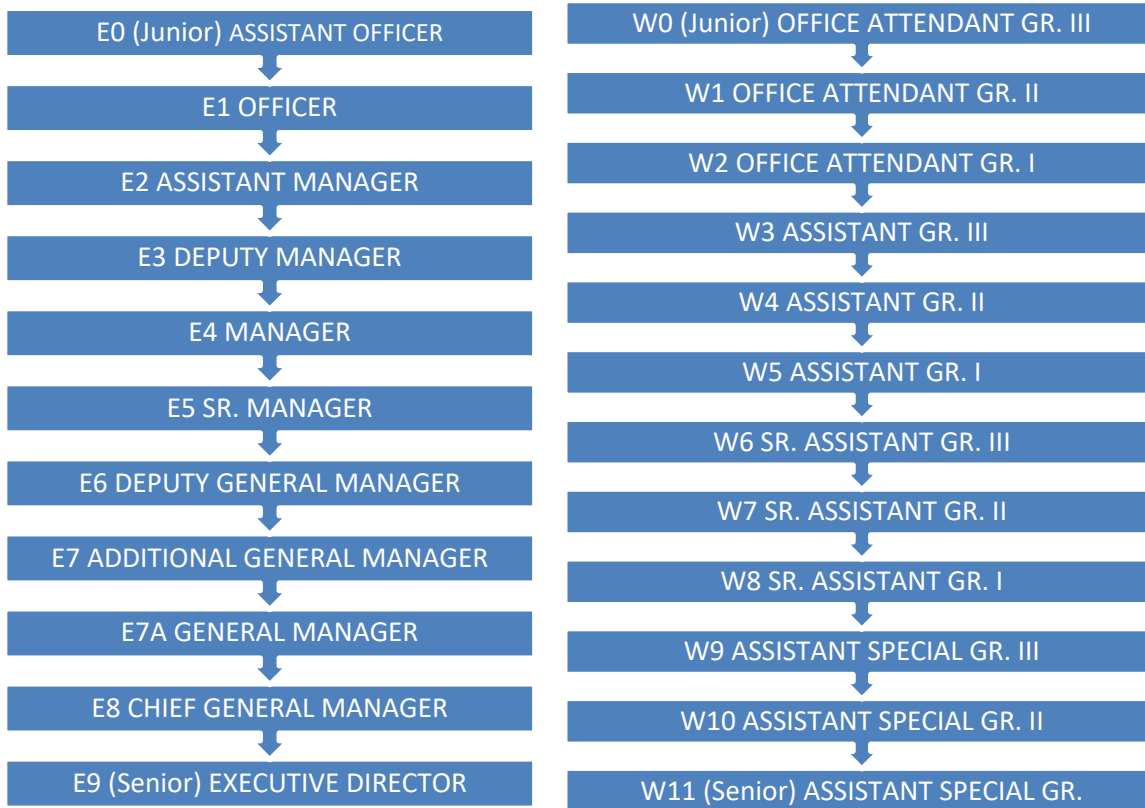 E0 (Junior) ASSISTANT OFFICER
E1 OFFICER
E2 ASSISTANT MANAGER
E3 DEPUTY MANAGER
E4 MANAGER
E5 SR. MANAGER
E6 DEPUTY GENERAL MANAGER
E7 ADDITIONAL GENERAL MANAGER
E7A GENERAL MANAGER
E8 CHIEF GENERAL MANAGER
E9 (Senior) EXECUTIVE DIRECTOR
W0 (Junior) OFFICE ATTENDANT GR. III
W1 OFFICE ATTENDANT GR. II
W2 OFFICE ATTENDANT GR. I
W3 ASSISTANT GR. III
W4 ASSISTANT GR. II
W5 ASSISTANT GR. I
W6 SR. ASSISTANT GR. III
W7 SR. ASSISTANT GR. II
W8 SR. ASSISTANT GR. I
W9 ASSISTANT SPECIAL GR. III
W10 ASSISTANT SPECIAL GR. II
W11 (Senior) ASSISTANT SPECIAL GR.